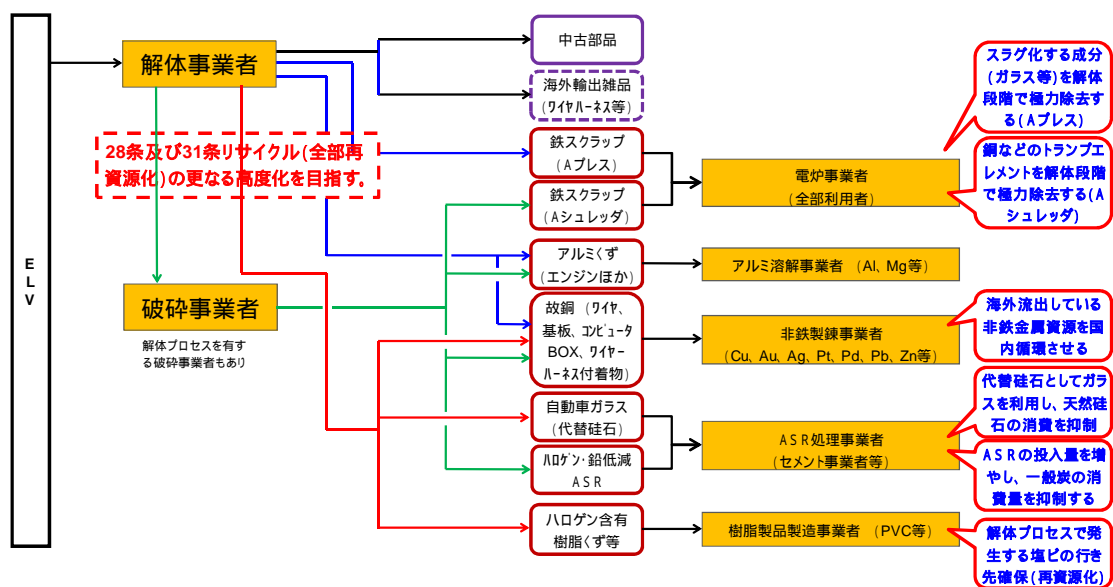 E
L
V
解体事業者
28条及び31条リサイクル(全部再
資源化)の更なる高度化を目指す。
破砕事業者
解体プロセスを有す
る破砕事業者もあり
中古部品
海外輸出雑品
(ワイヤハーネス等)
鉄スクラップ
(Aプレス)
鉄スクラップ
(Aシュレッダ)
アルミくず
(エンジンほか)
故銅 (ワイヤ、
基板、コンピュータ
BOX、ワイヤー
ハーネス付着物)
自動車ガラス
(代替硅石)
ハロゲン・鉛低減
ASR
ハロゲン含有
樹脂くず等
電炉事業者
(全部利用者)
アルミ溶解事業者 (Al、Mg等)
非鉄製錬事業者
(Cu、Au、Ag、Pt、Pd、Pb、Zn等)
ASR処理事業者
(セメント事業者等)
樹脂製品製造事業者 (PVC等)
スラグ化する成分
(ガラス等)を解体
段階で極力除去す
る(Aプレス)
銅などのトランプエ
レメントを解体段階
で極力除去する(A
シュレッダ)
海外流出している
非鉄金属資源を国
内循環させる
代替硅石としてガラ
スを利用し、天然硅
石の消費を抑制
ASRの投入量を増
やし、一般炭の消
費量を抑制する
解体プロセスで発
生する塩ビの行き
先確保(再資源化)